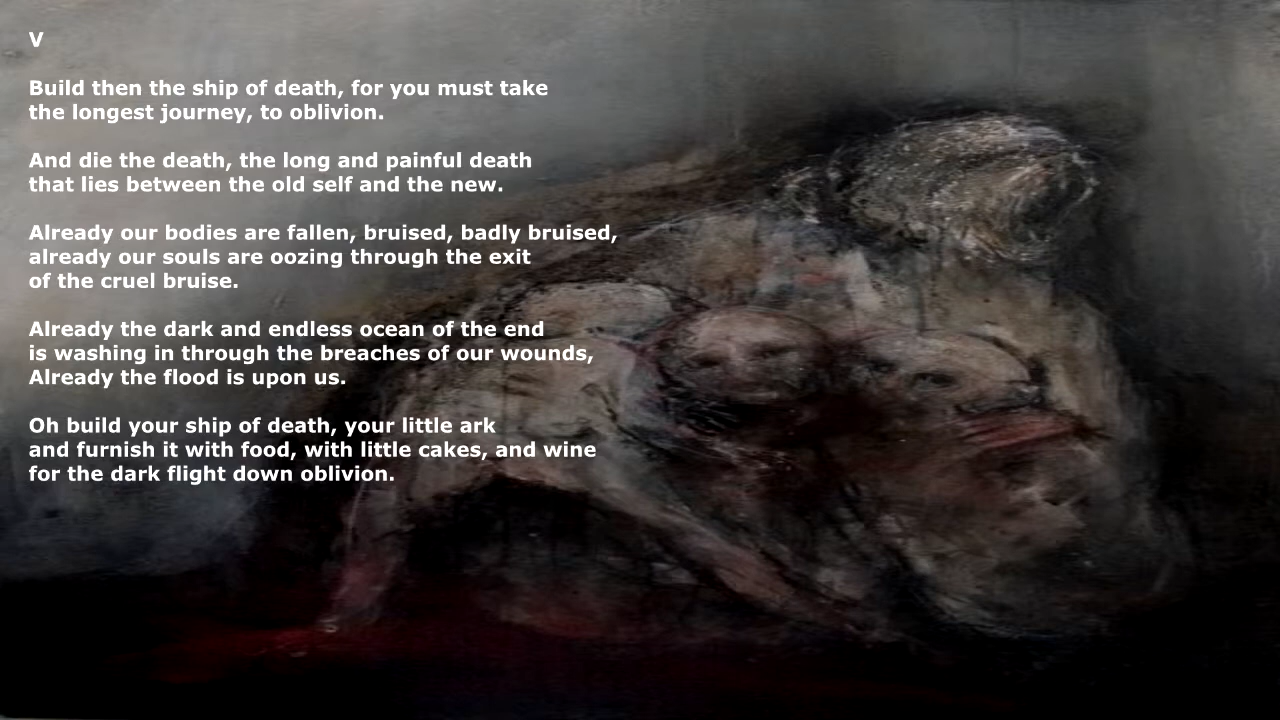 V
Build then the ship of death, for you must take
the longest journey, to oblivion.
And die the death, the long and painful death
that lies between the old self and the new.
Already our bodies are fallen, bruised, badly bruised,
already our souls are oozing through the exit
of the cruel bruise.
Already the dark and endless ocean of the end
is washing in through the breaches of our wounds,
Already the flood is upon us.
Oh build your ship of death, your little ark
and furnish it with food, with little cakes, and wine
for the dark flight down oblivion.